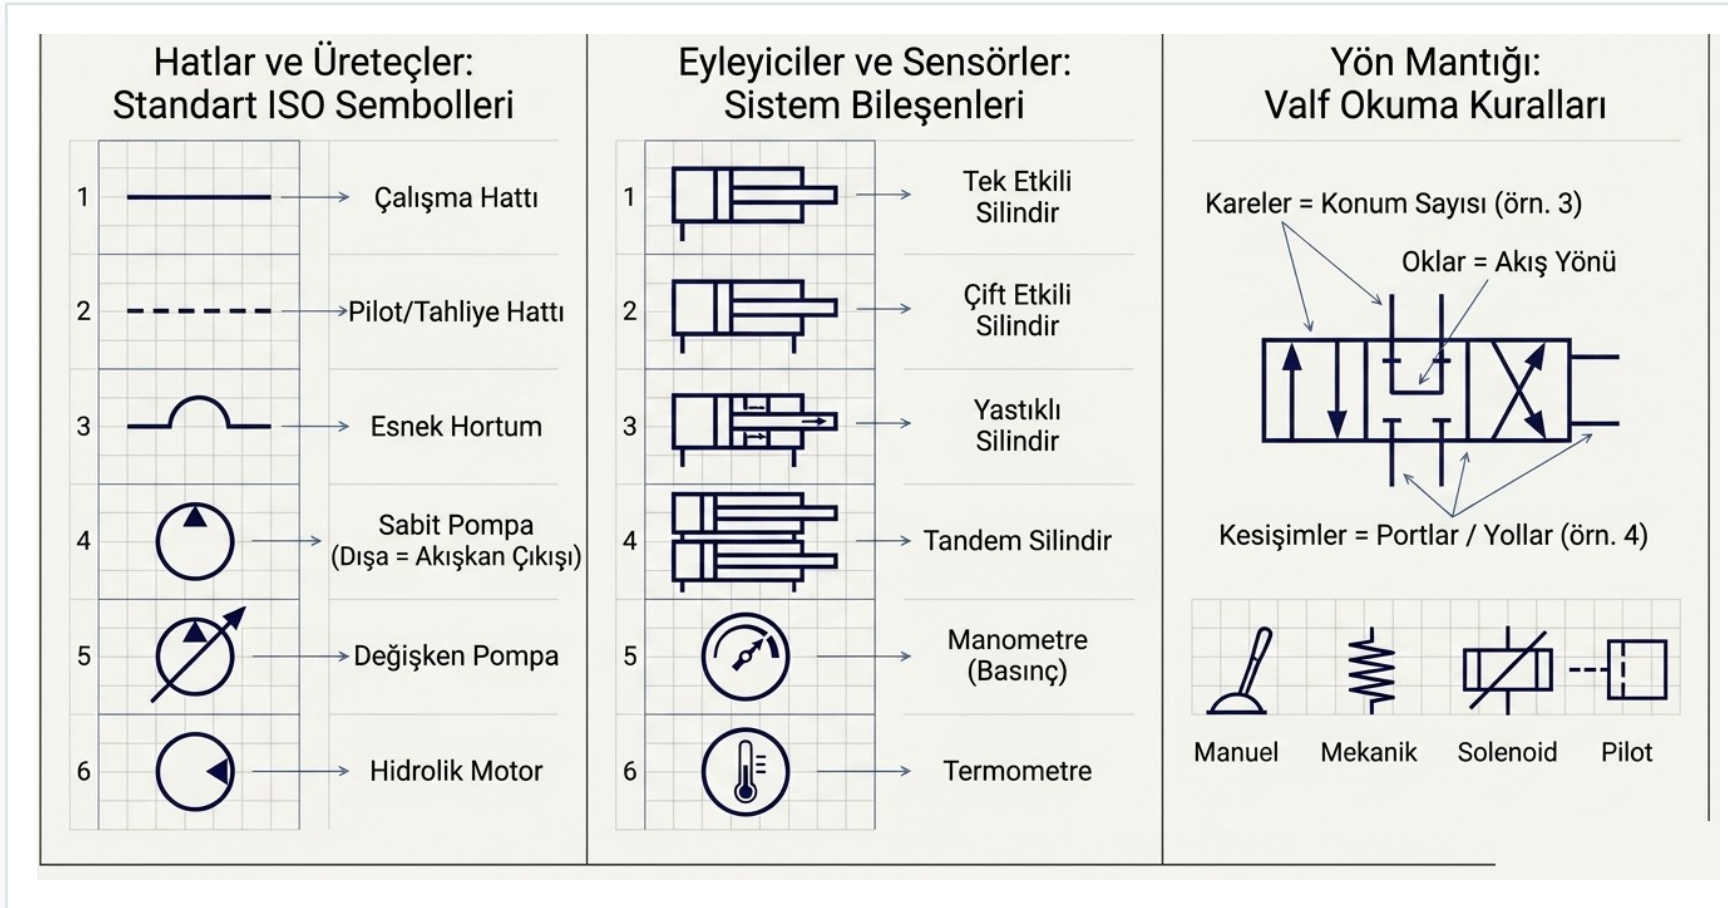 Hatlar ve Üreteçler:
Standart ISO Sembolleri
1
Çalışma Hattı
2
Pilot/Tahliye Hattı
3
Esnek Hortum
4
Sabit Pompa
(Dışa = Akışkan Çıkışı)
5
Değişken Pompa
6
Hidrolik Motor
Eyleyiciler ve Sensörler:
Sistem Bileşenleri
1
Tek Etkili
Silindir
2
Çift Etkili
Silindir
3
Yastıklı
Silindir
4
Tandem Silindir
5
Manometre
(Basınç)
6
Termometre
Yön Mantığı:
Valf Okuma Kuralları
Kareler = Konum Sayısı (örn. 3)
Oklar = Akış Yönü
Kesişimler = Portlar / Yollar (örn. 4)
Manuel
Mekanik
Solenoid
Pilot